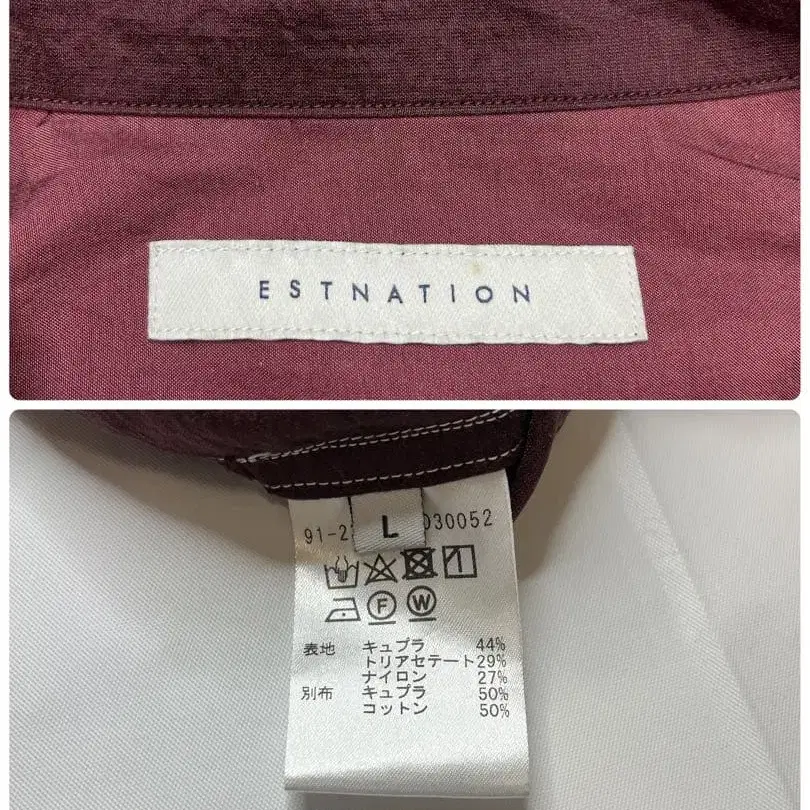 ESTNATION
91-2 L 030052
F W
表地 キュプラ 44%
トリアセテート 29%
ナイロン 27%
別布 キュプラ 50%
コットン 50%